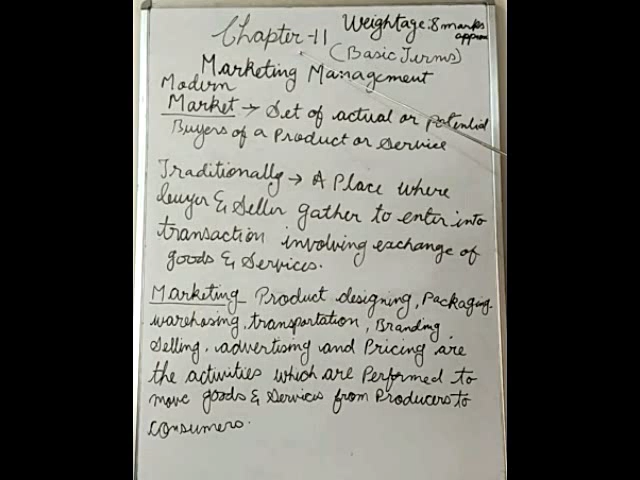 Chapter-11 Weightage: 8 marks approx
(Basic Terms)
Marketing Management
Modern
Market → Set of actual or potential
Buyers of a Product or Service
Traditionally → A Place where
buyer & Seller gather to enter into
transaction involving exchange of
goods & Services.
Marketing Product designing, Packaging
warehosing, transportation, Branding
Selling, advertising and Pricing are
the activities which are Performed to
move goods & Services from Producers to
consumers.